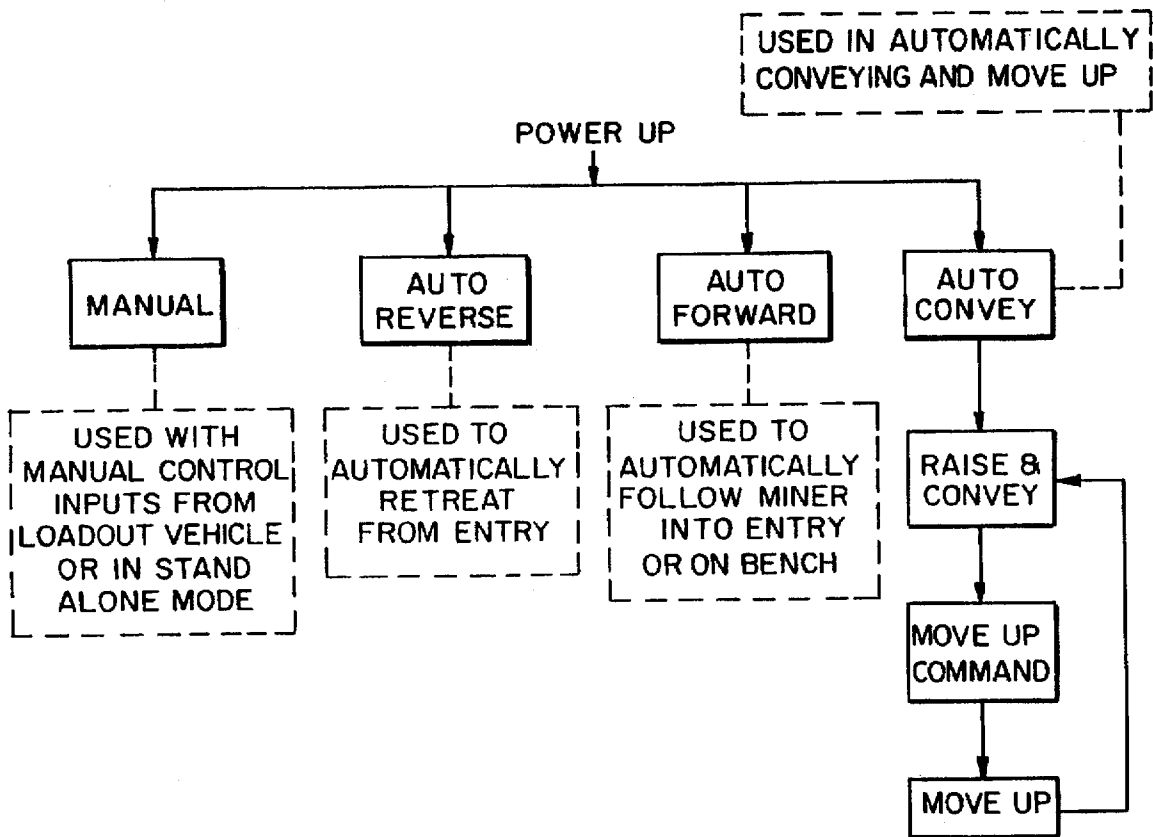 USED IN AUTOMATICALLY
CONVEYING AND MOVE UP
POWER UP
MANUAL
AUTO
REVERSE
AUTO
FORWARD
AUTO
CONVEY
USED WITH
MANUAL CONTROL
INPUTS FROM
LOADOUT VEHICLE
OR IN STAND
ALONE MODE
USED TO
AUTOMATICALLY
RETREAT
FROM ENTRY
USED TO
AUTOMATICALLY
FOLLOW MINER
INTO ENTRY
OR ON BENCH
RAISE &
CONVEY
MOVE UP
COMMAND
MOVE UP